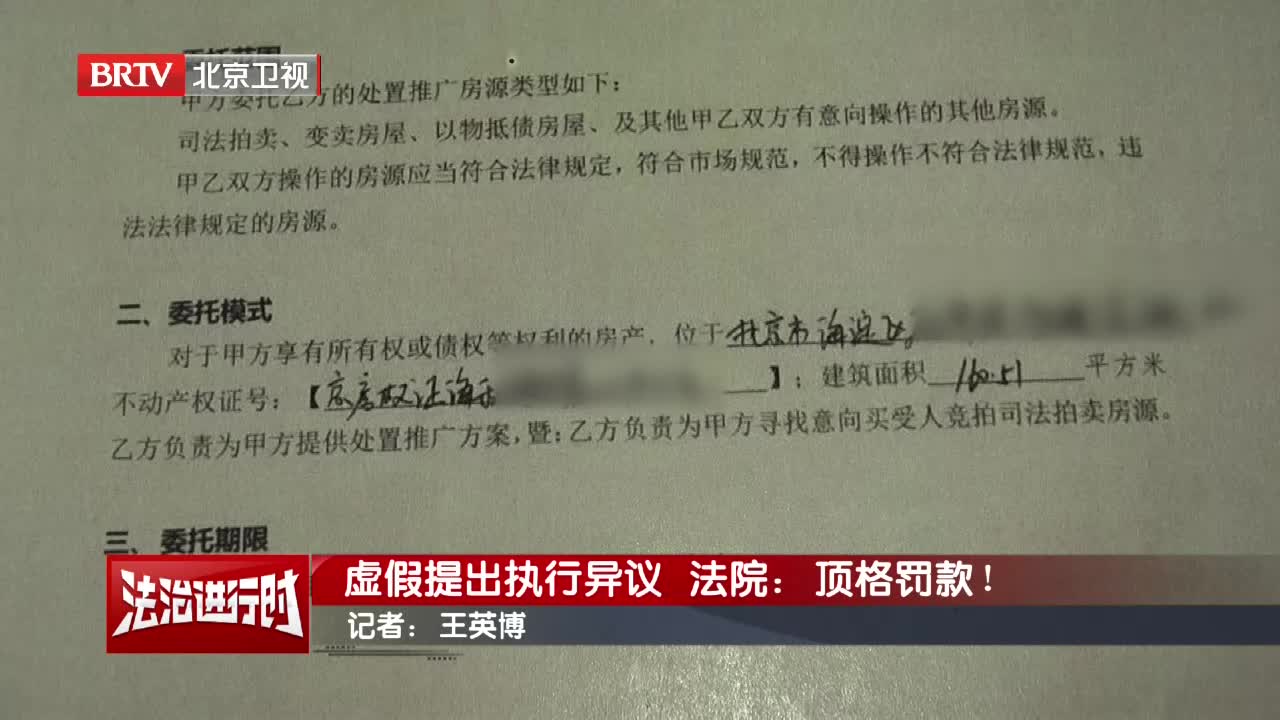 BRTV 北京卫视
甲方委托乙方的处置推广房源类型如下：
司法拍卖、变卖房屋、以物抵债房屋、及其他甲乙双方有意向操作的其他房源。
甲乙双方操作的房源应当符合法律规定，符合市场规范，不得操作不符合法律规范，违
法法律规定的房源。
二、委托模式
对于甲方享有所有权或债权等权利的房产，位于北京市海淀区
不动产权证号：【京房权证海 】；建筑面积 160.51 平方米
乙方负责为甲方提供处置推广方案，暨：乙方负责为甲方寻找意向买受人竞拍司法拍卖房源。
三、委托期限
法治进行时
虚假提出执行异议 法院：顶格罚款！
记者：王英博